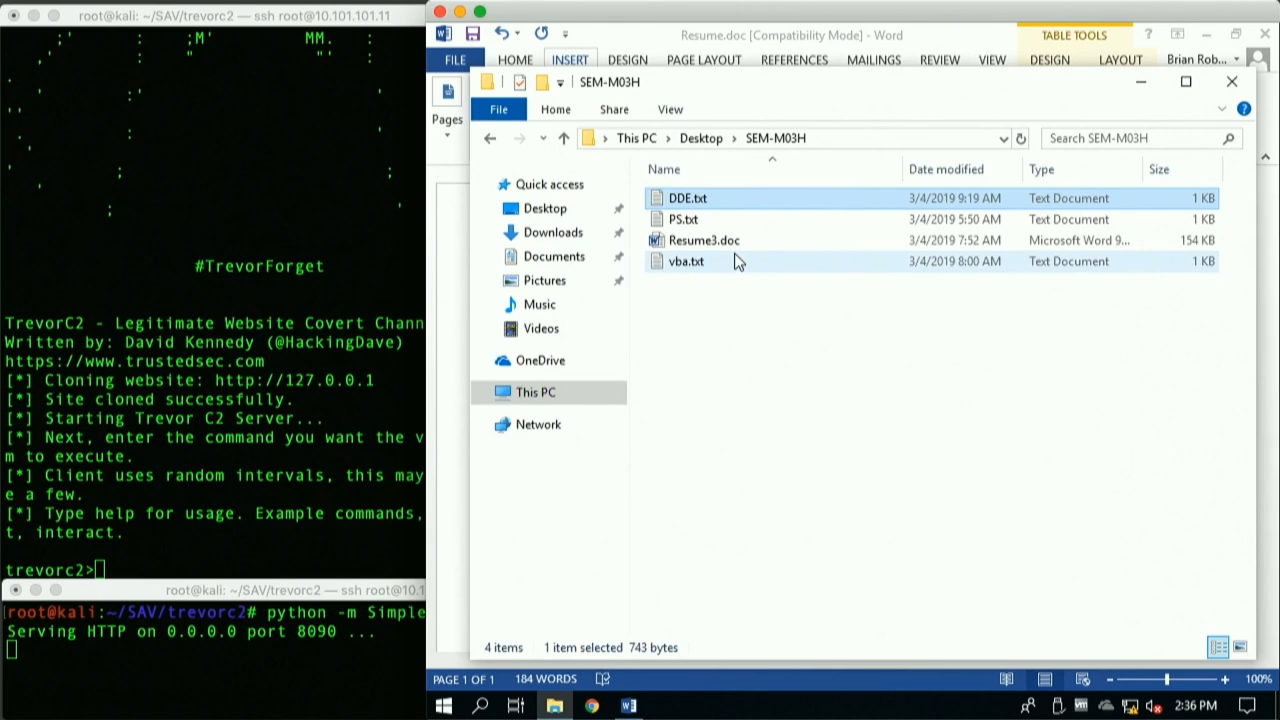 root@kali: ~/SAV/trevorc2 — ssh root@10.101.101.11
#TrevorForget
TrevorC2 - Legitimate Website Covert Chann
Written by: David Kennedy (@HackingDave)
https://www.trustedsec.com
[*] Cloning website: http://127.0.0.1
[*] Site cloned successfully.
[*] Starting Trevor C2 Server...
[*] Next, enter the command you want the v
m to execute.
[*] Client uses random intervals, this may
e a few.
[*] Type help for usage. Example commands,
t, interact.
trevorc2>
root@kali: ~/SAV/trevorc2 — ssh root@10.1
root@kali:~/SAV/trevorc2# python -m Simple
Serving HTTP on 0.0.0.0 port 8090 ...
Resume.doc [Compatibility Mode] - Word
TABLE TOOLS
FILE HOME INSERT DESIGN PAGE LAYOUT REFERENCES MAILINGS REVIEW VIEW DESIGN LAYOUT Brian Rob...
Pages
SEM-M03H
File Home Share View
This PC > Desktop > SEM-M03H
Search SEM-M03H
Quick access
Desktop
Downloads
Documents
Pictures
Music
Videos
OneDrive
This PC
Network
Name Date modified Type Size
DDE.txt 3/4/2019 9:19 AM Text Document 1 KB
PS.txt 3/4/2019 5:50 AM Text Document 1 KB
Resume3.doc 3/4/2019 7:52 AM Microsoft Word 9... 154 KB
vba.txt 3/4/2019 8:00 AM Text Document 1 KB
4 items 1 item selected 743 bytes
PAGE 1 OF 1 184 WORDS 100%
2:36 PM